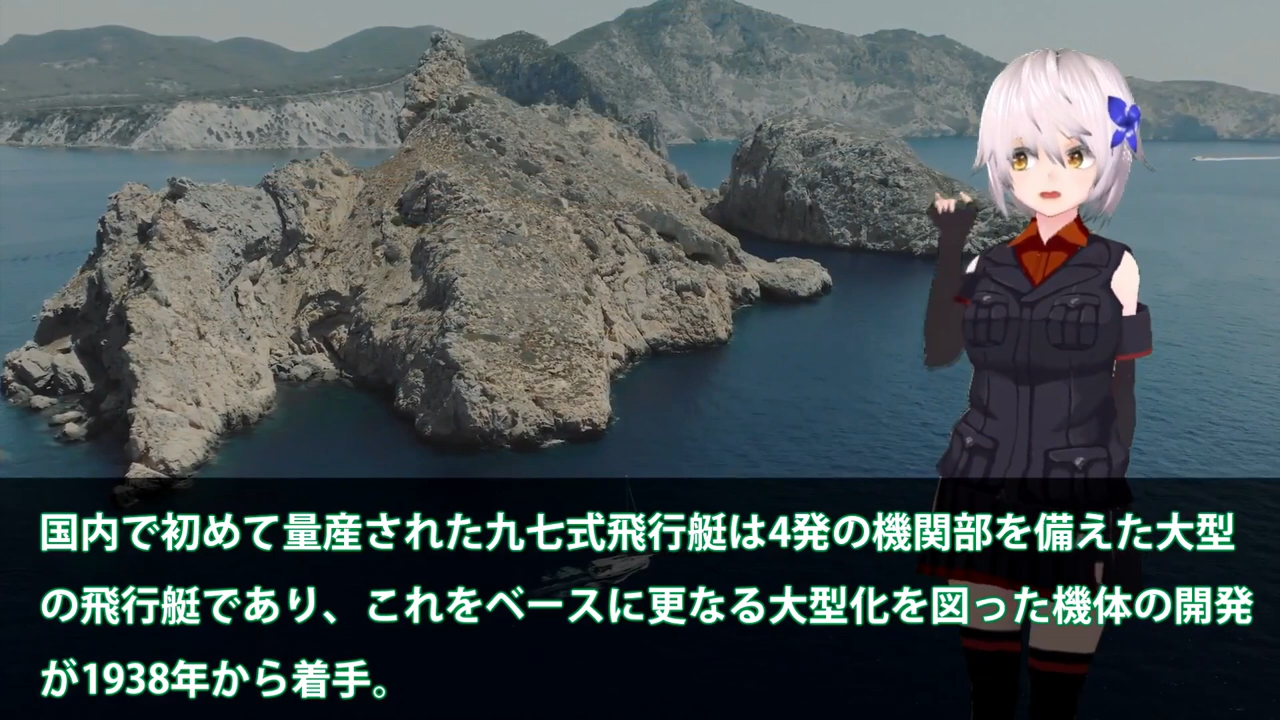 国内で初めて量産された九七式飛行艇は4発の機関部を備えた大型
の飛行艇であり、これをベースに更なる大型化を図った機体の開発
が1938年から着手。